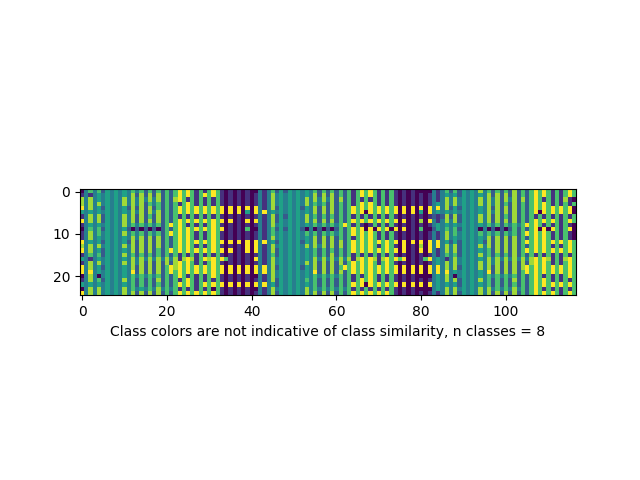 0
10
20
0 20 40 60 80 100
Class colors are not indicative of class similarity, n classes = 8